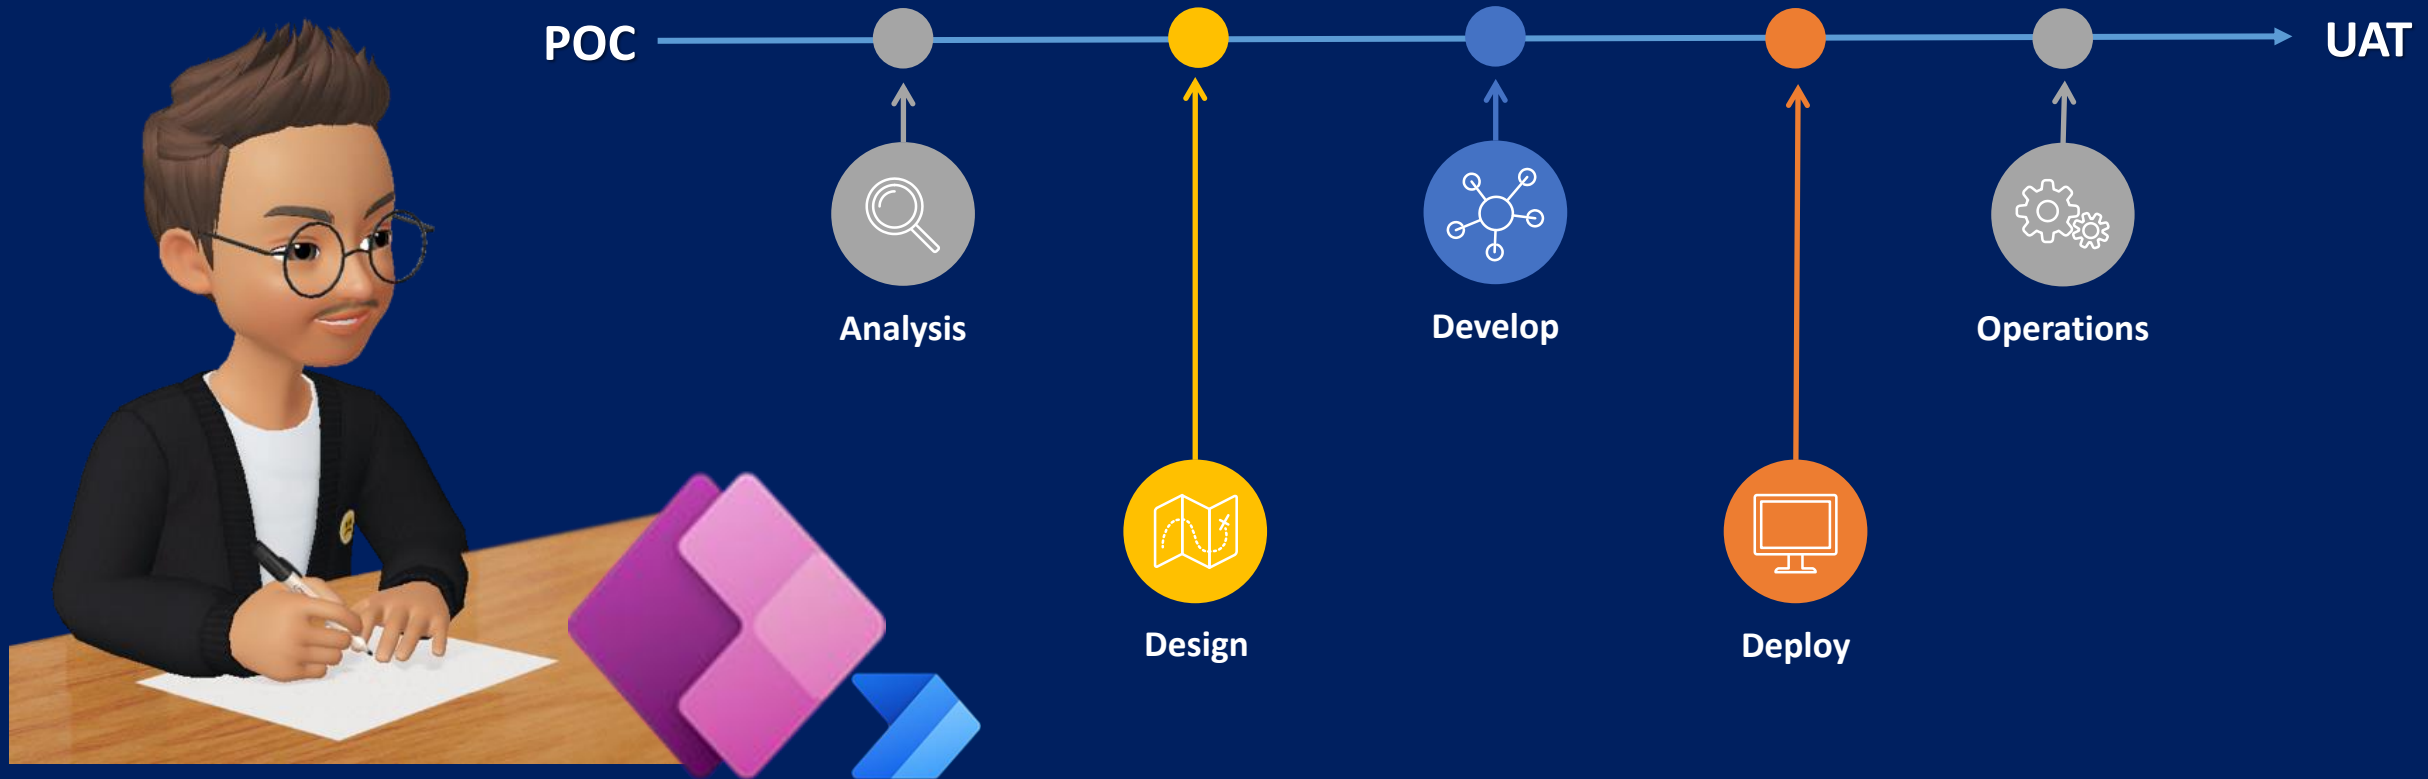 POC
UAT
Analysis
Develop
Operations
Design
Deploy